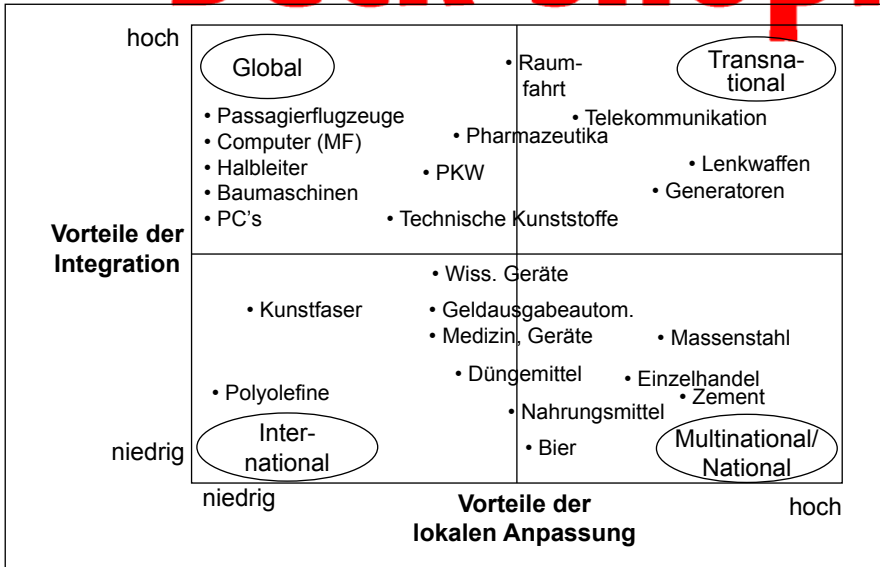 hoch
Global
Transna-
tional
• Raum-
fahrt
• Passagierflugzeuge
• Telekommunikation
• Computer (MF)
• Pharmazeutika
• Halbleiter
• PKW
• Lenkwaffen
• Baumaschinen
• Generatoren
• PC's
• Technische Kunststoffe
Vorteile der
Integration
• Wiss. Geräte
• Kunstfaser
• Geldausgabeautom.
• Medizin, Geräte
• Massenstahl
• Düngemittel
• Einzelhandel
• Polyolefine
• Zement
• Nahrungsmittel
niedrig
Inter-
national
• Bier
Multinational/
National
niedrig
Vorteile der
lokalen Anpassung
hoch